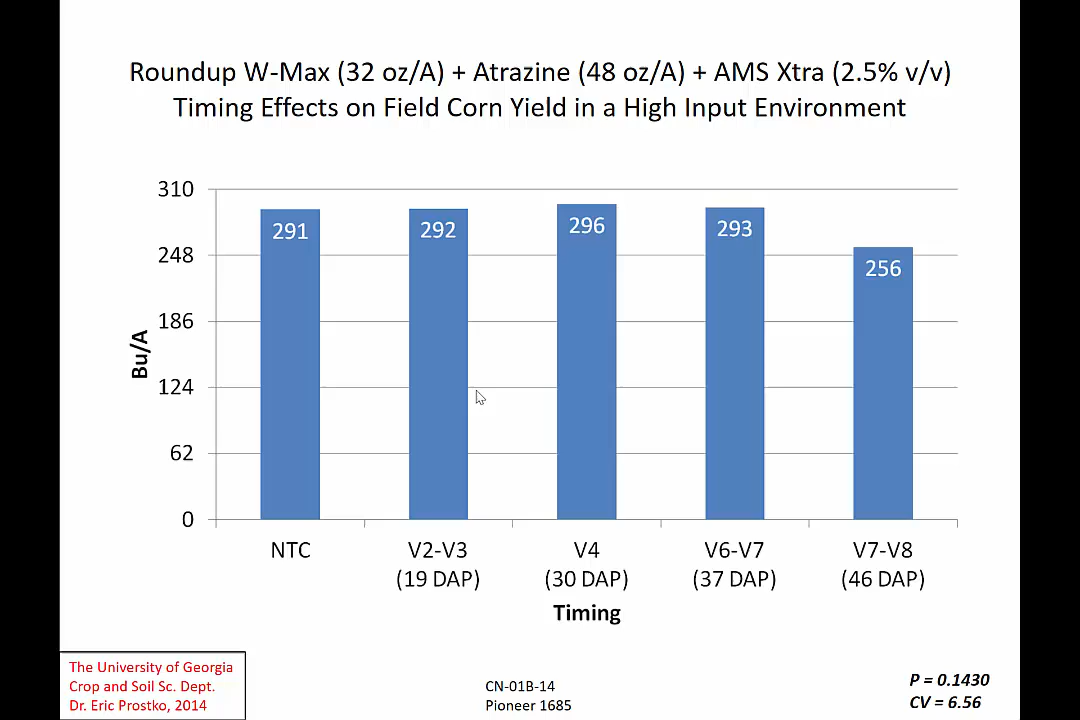 Roundup W-Max (32 oz/A) + Atrazine (48 oz/A) + AMS Xtra (2.5% v/v)
Timing Effects on Field Corn Yield in a High Input Environment
310
248
186
124
62
0
Bu/A
291
292
296
293
256
NTC
V2-V3
(19 DAP)
V4
(30 DAP)
V6-V7
(37 DAP)
V7-V8
(46 DAP)
Timing
The University of Georgia
Crop and Soil Sc. Dept.
Dr. Eric Prostko, 2014
CN-01B-14
Pioneer 1685
P = 0.1430
CV = 6.56